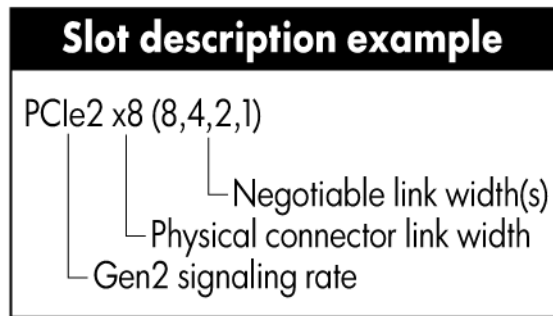 Slot description example
PCIe2 x8 (8,4,2,1)
Negotiable link width(s)
Physical connector link width
Gen2 signaling rate